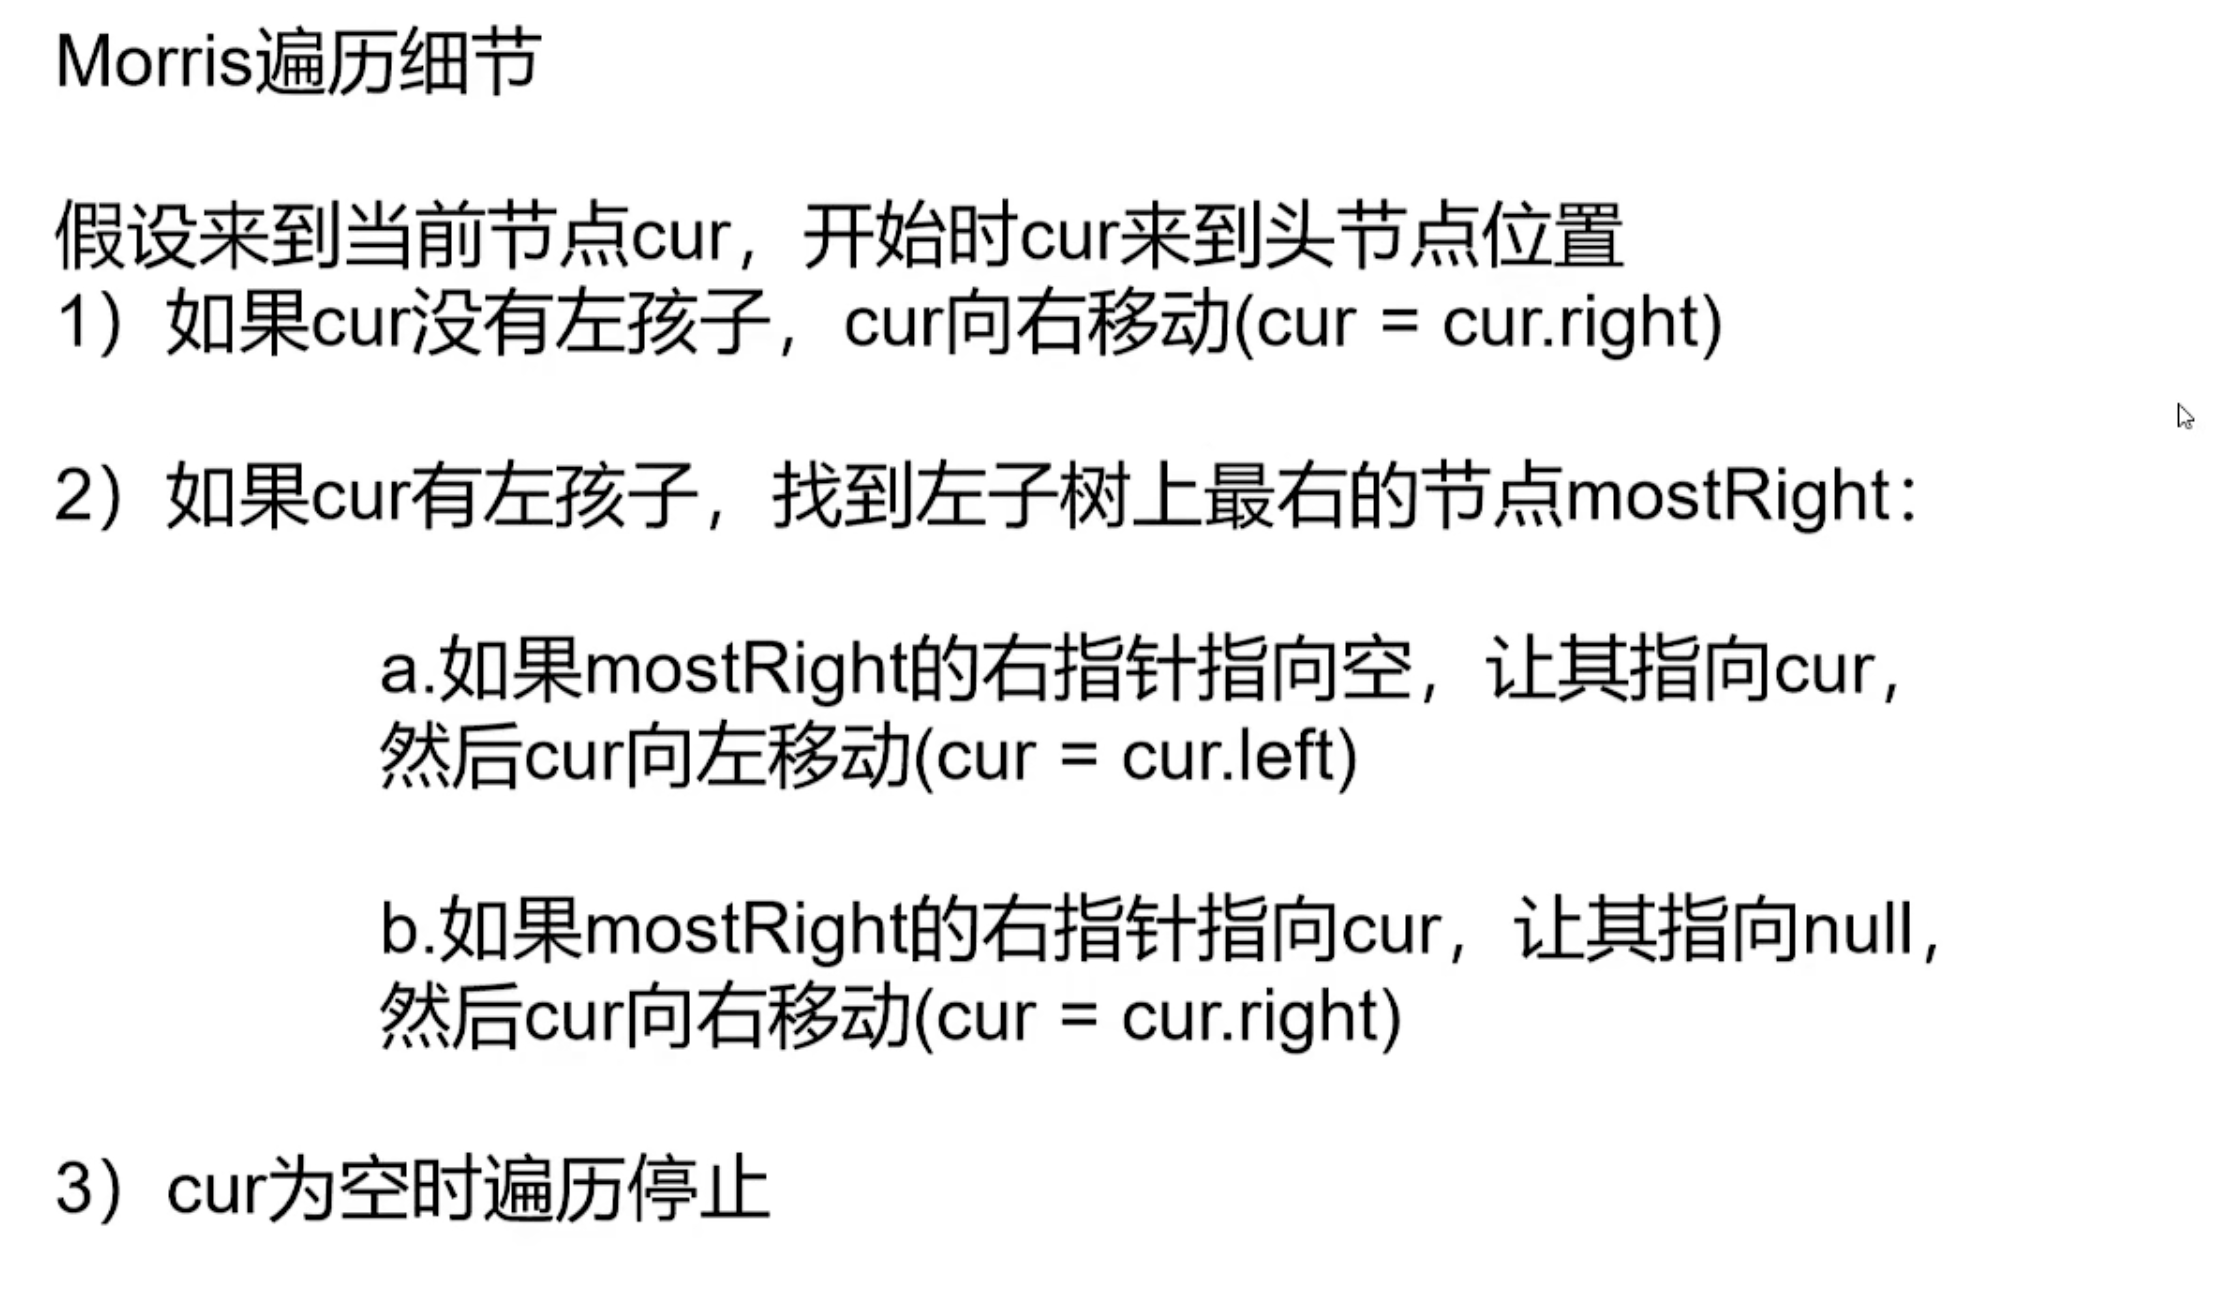 Morris遍历细节
假设来到当前节点cur，开始时cur来到头节点位置
1）如果cur没有左孩子，cur向右移动(cur = cur.right)
2）如果cur有左孩子，找到左子树上最右的节点mostRight：
a.如果mostRight的右指针指向空，让其指向cur，
然后cur向左移动(cur = cur.left)
b.如果mostRight的右指针指向cur，让其指向null，
然后cur向右移动(cur = cur.right)
3）cur为空时遍历停止